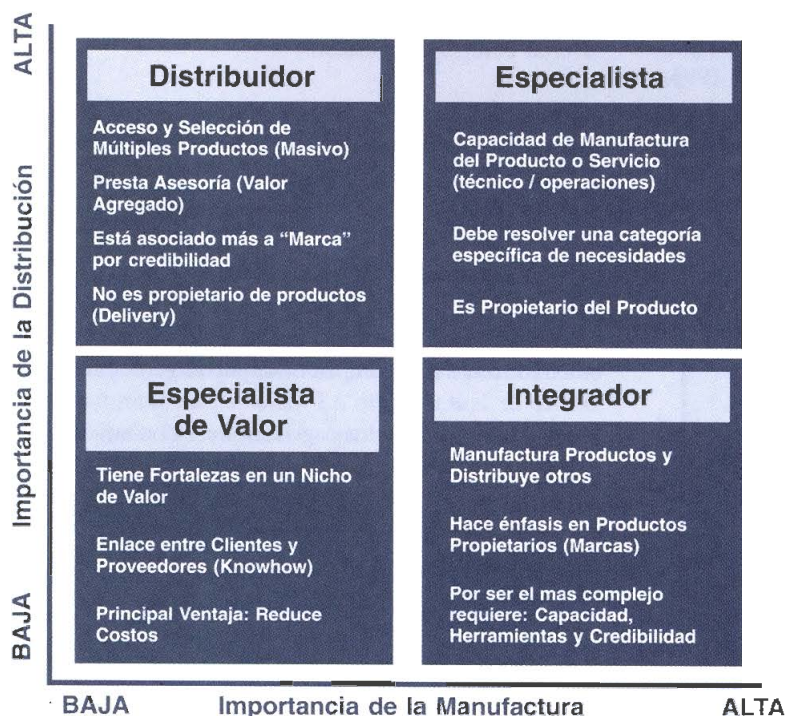 ALTA
Importancia de la Distribución
BAJA
Distribuidor
Acceso y Selección de
Múltiples Productos (Masivo)
Presta Asesoría (Valor
Agregado)
Está asociado más a “Marca”
por credibilidad
No es propietario de productos
(Delivery)
Especialista
Capacidad de Manufactura
del Producto o Servicio
(técnico / operaciones)
Debe resolver una categoría
específica de necesidades
Es Propietario del Producto
Especialista
de Valor
Tiene Fortalezas en un Nicho
de Valor
Enlace entre Clientes y
Proveedores (Knowhow)
Principal Ventaja: Reduce
Costos
Integrador
Manufactura Productos y
Distribuye otros
Hace énfasis en Productos
Propietarios (Marcas)
Por ser el mas complejo
requiere: Capacidad,
Herramientas y Credibilidad
BAJA Importancia de la Manufactura ALTA